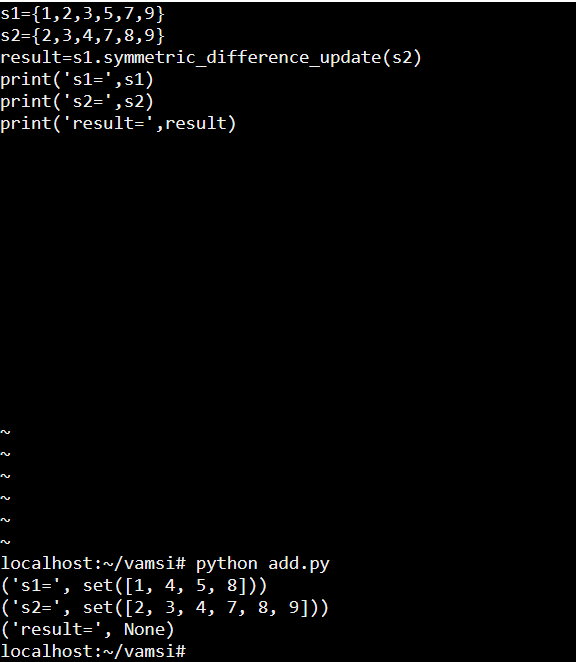 s1={1,2,3,5,7,9}
s2={2,3,4,7,8,9}
result=s1.symmetric_difference_update(s2)
print('s1=',s1)
print('s2=',s2)
print('result=',result)
~
~
~
~
~
~
localhost:~/vamsi# python add.py
('s1=', set([1, 4, 5, 8]))
('s2=', set([2, 3, 4, 7, 8, 9]))
('result=', None)
localhost:~/vamsi#